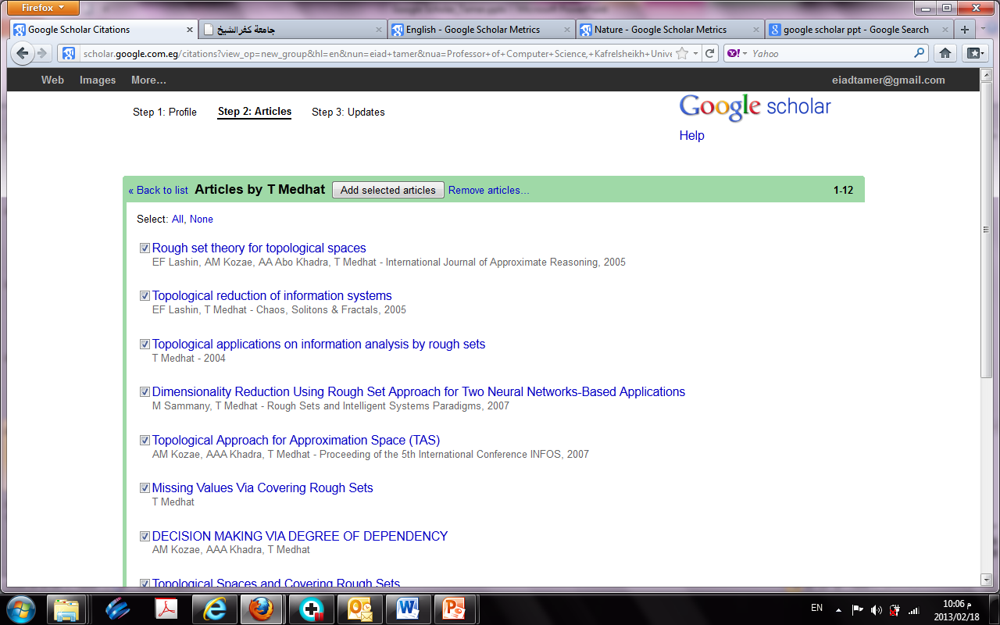 Firefox
Google Scholar Citations
جامعة كفرالشيخ
English - Google Scholar Metrics
Nature - Google Scholar Metrics
google scholar ppt - Google Search
scholar.google.com.eg/citations?view_op=new_group&hl=en&nun=eiad+tamer&nua=Professor+of+Computer+Science,+Kafrelsheikh+Unive
Yahoo
Web Images More... eiadtamer@gmail.com
Step 1: Profile Step 2: Articles Step 3: Updates
Google scholar
Help
« Back to list Articles by T Medhat Add selected articles Remove articles... 1-12
Select: All, None
Rough set theory for topological spaces
EF Lashin, AM Kozae, AA Abo Khadra, T Medhat - International Journal of Approximate Reasoning, 2005
Topological reduction of information systems
EF Lashin, T Medhat - Chaos, Solitons & Fractals, 2005
Topological applications on information analysis by rough sets
T Medhat - 2004
Dimensionality Reduction Using Rough Set Approach for Two Neural Networks-Based Applications
M Sammany, T Medhat - Rough Sets and Intelligent Systems Paradigms, 2007
Topological Approach for Approximation Space (TAS)
AM Kozae, AAA Khadra, T Medhat - Proceeding of the 5th International Conference INFOS, 2007
Missing Values Via Covering Rough Sets
T Medhat
DECISION MAKING VIA DEGREE OF DEPENDENCY
AM Kozae, AAA Khadra, T Medhat
Topological Spaces and Covering Rough Sets
EN
10:06 م
2013/02/18